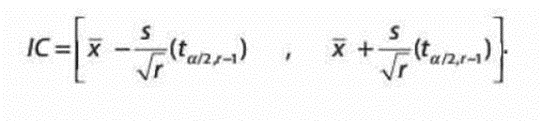 IC = [ x̄ − s/√r (t_{α/2,r−1}) , x̄ + s/√r (t_{α/2,r−1}) ].